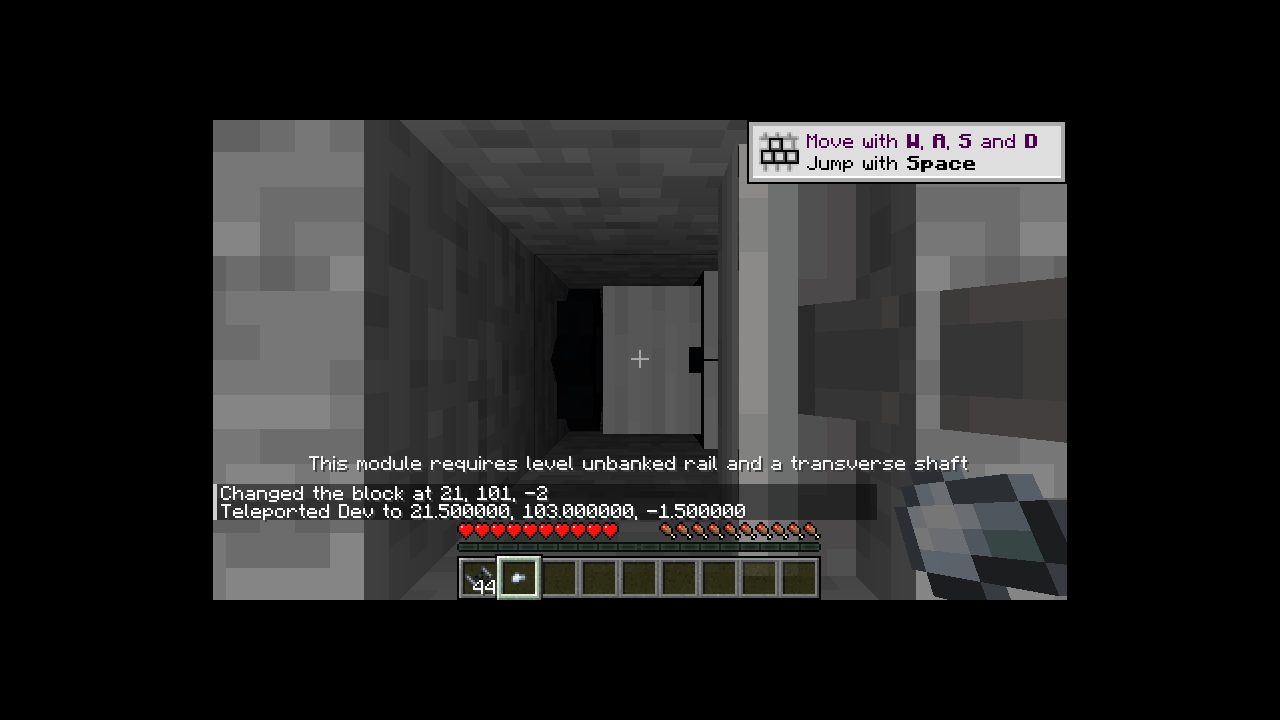 Move with W, A, S and D
Jump with Space
This module requires level unbanked rail and a transverse shaft
Changed the block at 21, 101, -2
Teleported Dev to 21.500000, 103.000000, -1.500000
44